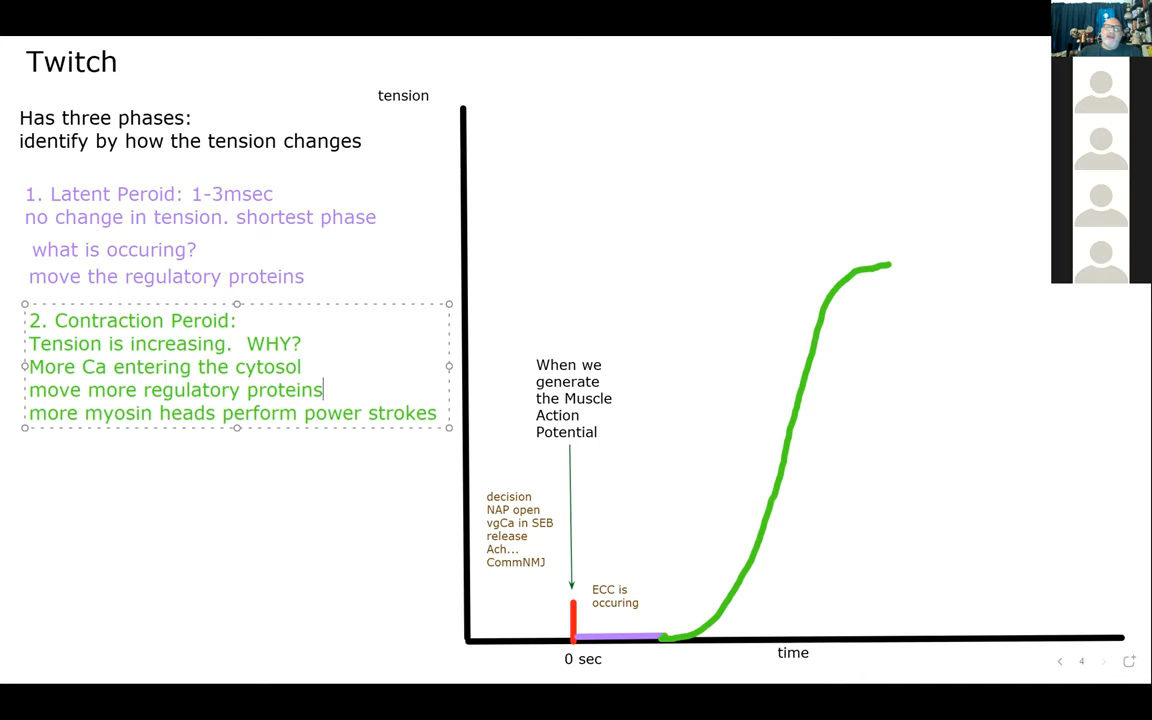 Twitch
Has three phases:
identify by how the tension changes
1. Latent Peroid: 1-3msec
no change in tension. shortest phase
what is occuring?
move the regulatory proteins
2. Contraction Peroid:
Tension is increasing. WHY?
More Ca entering the cytosol
move more regulatory proteins
more myosin heads perform power strokes
tension
When we
generate
the Muscle
Action
Potential
decision
NAP open
vgCa in SEB
release
Ach...
CommNMJ
ECC is
occuring
0 sec
time
4